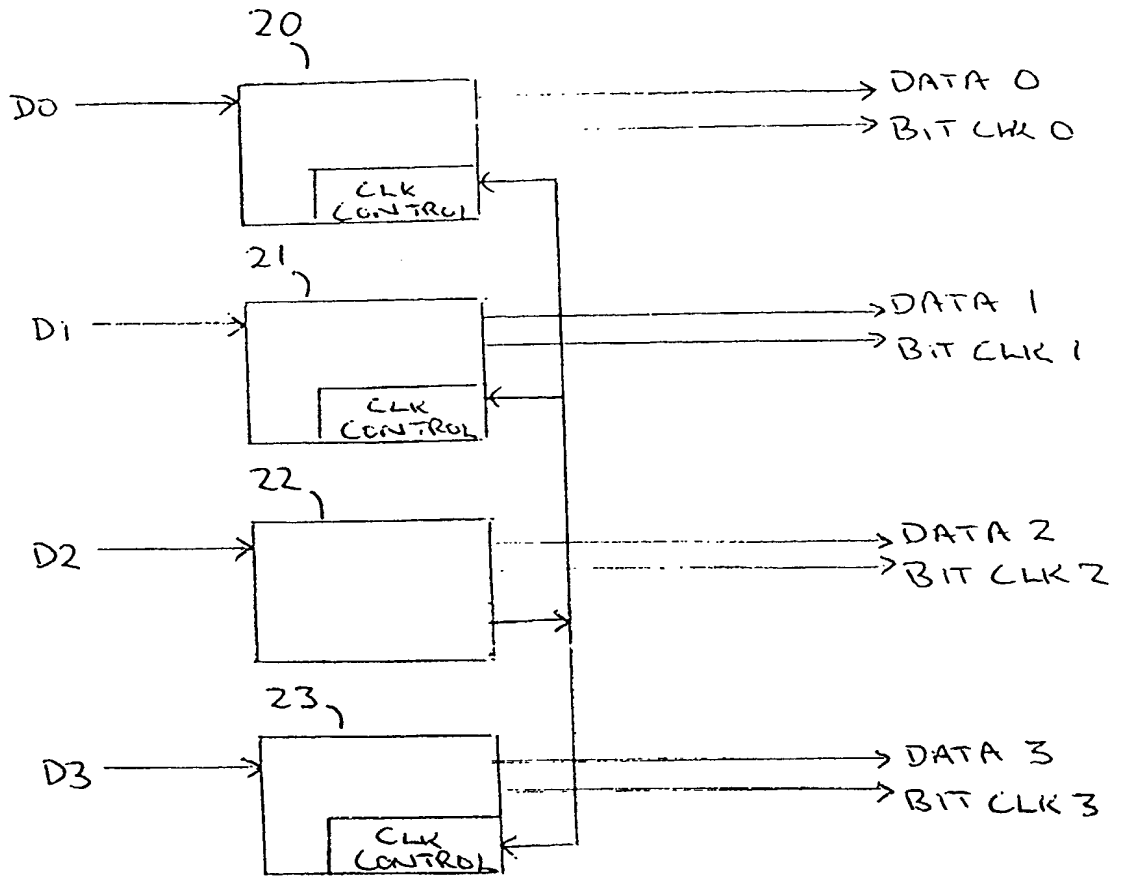 20
D0
DATA 0
BIT CLK 0
CLK
CONTROL
21
D1
DATA 1
BIT CLK 1
CLK
CONTROL
22
D2
DATA 2
BIT CLK 2
23
D3
DATA 3
BIT CLK 3
CLK
CONTROL